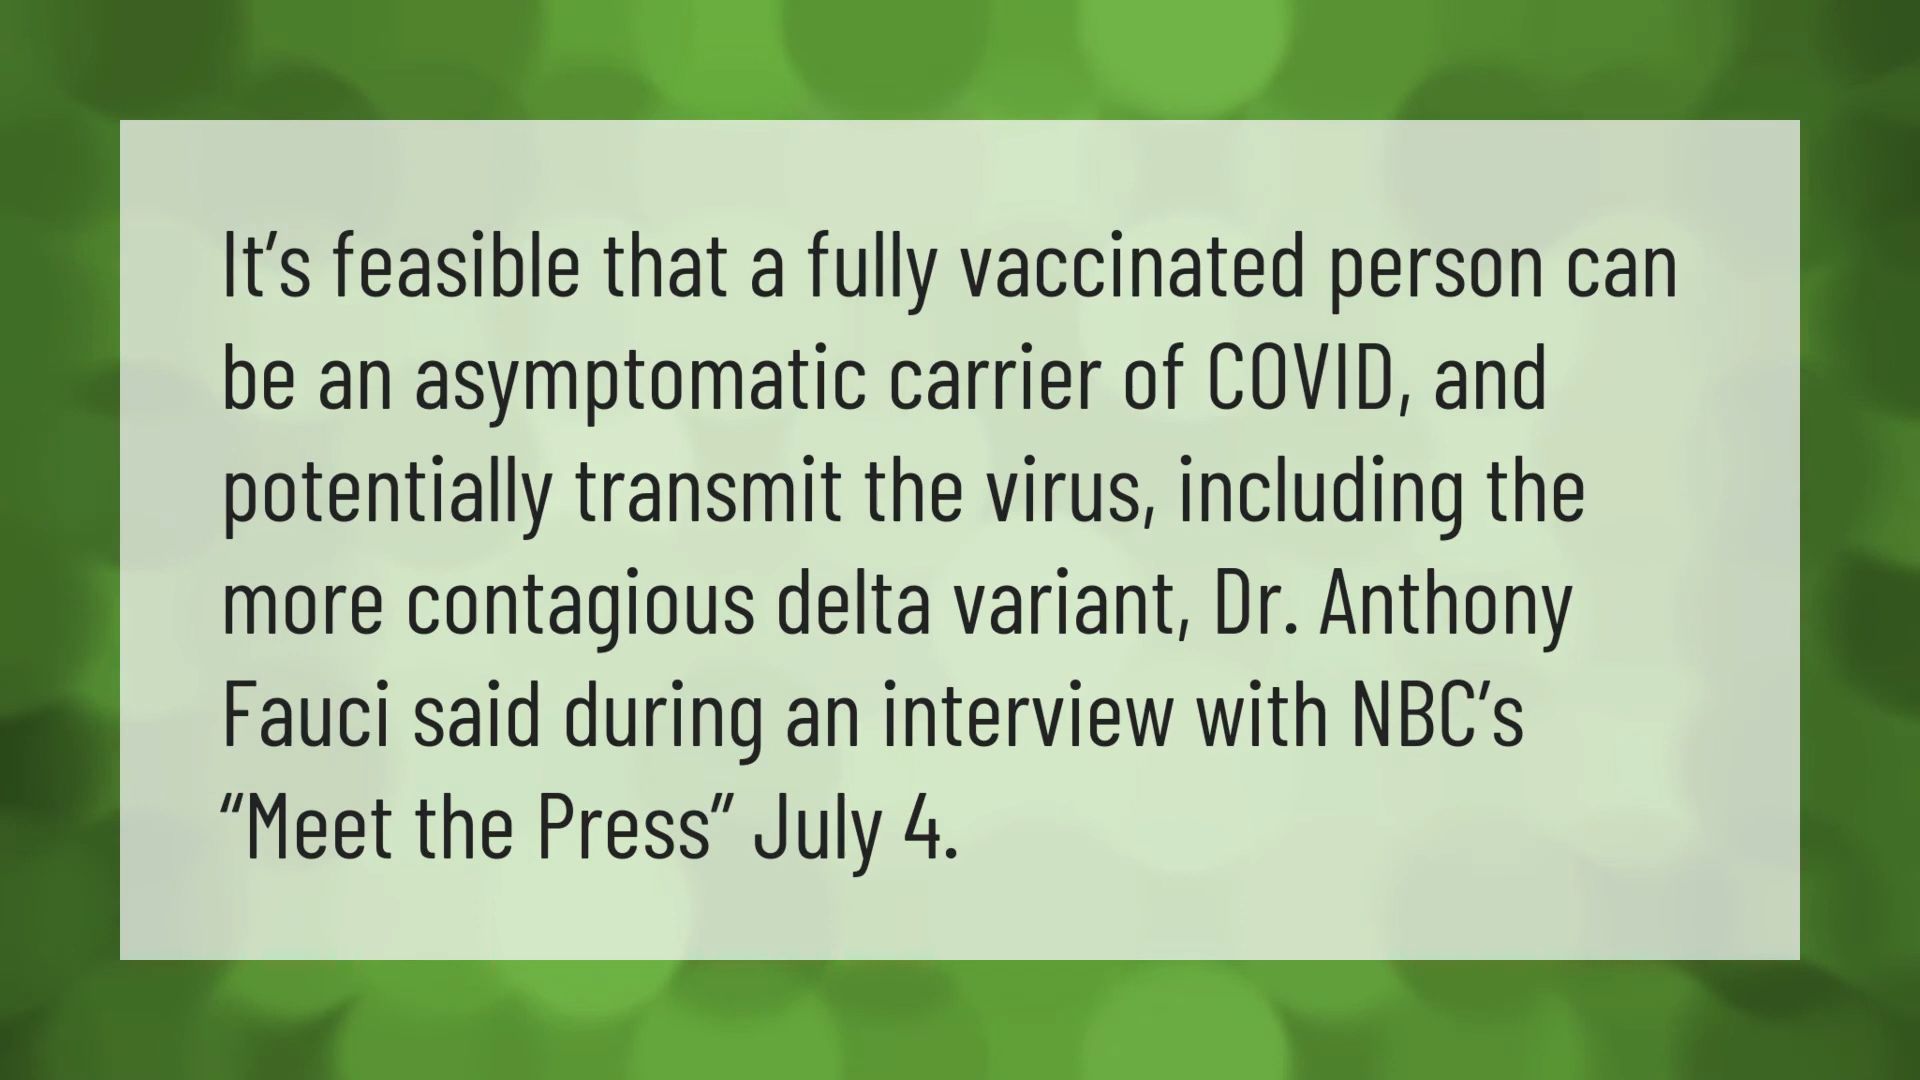 It’s feasible that a fully vaccinated person can
be an asymptomatic carrier of COVID, and
potentially transmit the virus, including the
more contagious delta variant, Dr. Anthony
Fauci said during an interview with NBC’s
“Meet the Press” July 4.